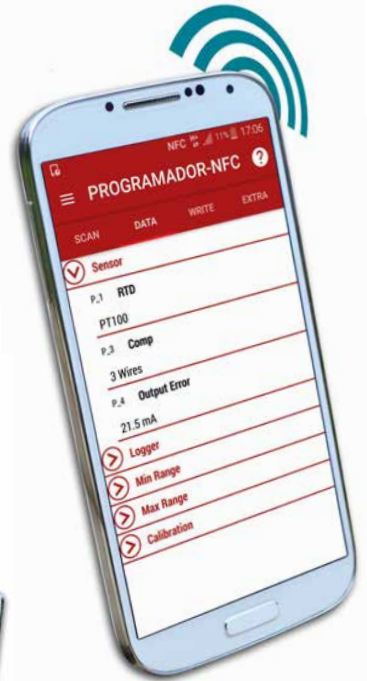 NFC 11% 17:06
PROGRAMADOR-NFC ?
SCAN DATA WRITE EXTRA
Sensor
P_1 RTD
PT100
P_3 Comp
3 Wires
P_4 Output Error
21.5 mA
Logger
Min Range
Max Range
Calibration